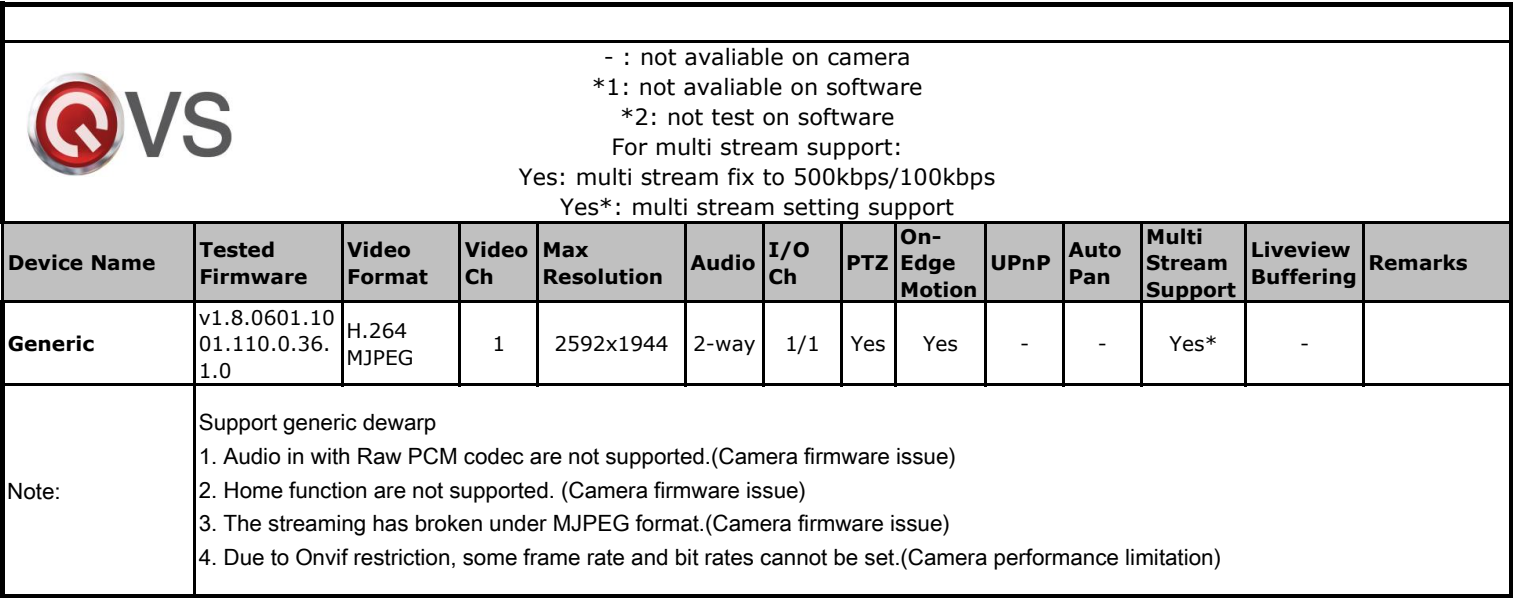 - : not avaliable on camera
*1: not avaliable on software
*2: not test on software
For multi stream support:
Yes: multi stream fix to 500kbps/100kbps
Yes*: multi stream setting support
QVS
Device Name Tested Firmware Video Format Video Ch Max Resolution Audio I/O Ch PTZ On-Edge Motion UPnP Auto Pan Multi Stream Support Liveview Buffering Remarks
Generic v1.8.0601.1001.110.0.36.1.0 H.264 MJPEG 1 2592x1944 2-way 1/1 Yes Yes - - Yes* -
Note:
Support generic dewarp
1. Audio in with Raw PCM codec are not supported.(Camera firmware issue)
2. Home function are not supported. (Camera firmware issue)
3. The streaming has broken under MJPEG format.(Camera firmware issue)
4. Due to Onvif restriction, some frame rate and bit rates cannot be set.(Camera performance limitation)